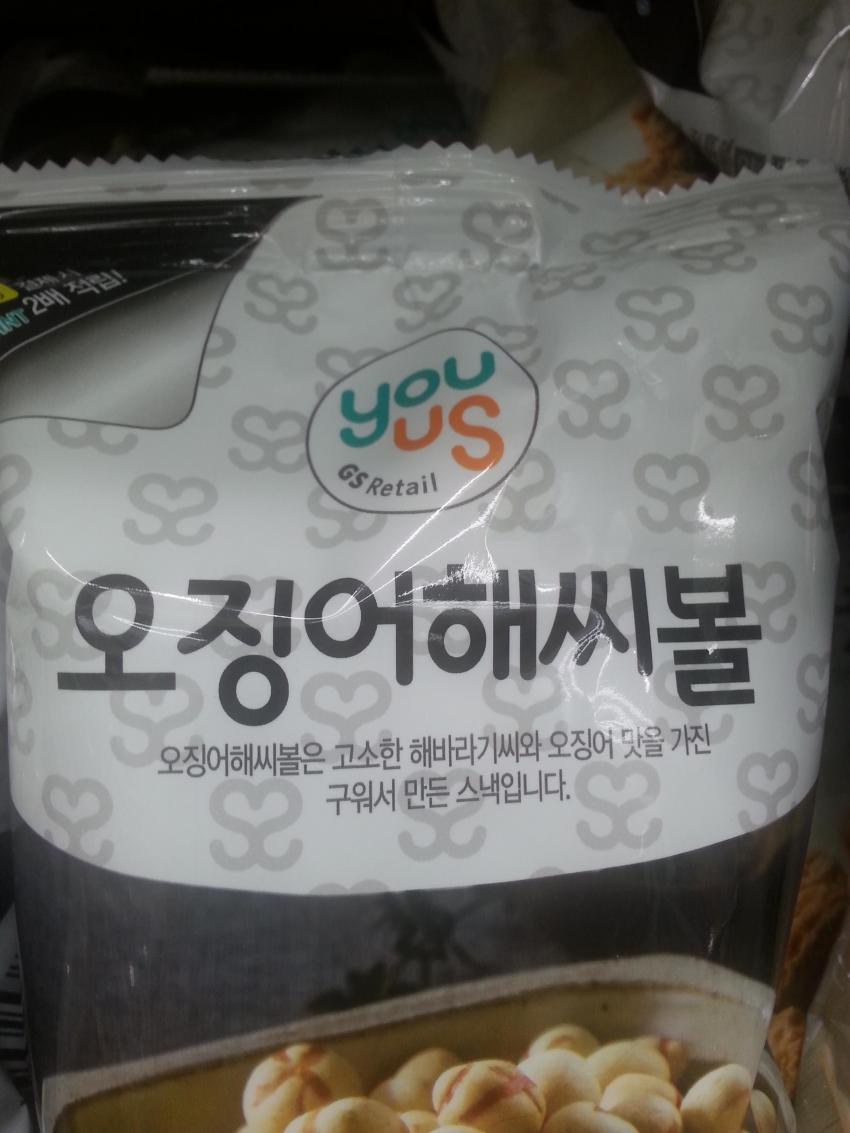 2배 적립!
you
us
GS Retail
오징어해씨볼
오징어해씨볼은 고소한 해바라기씨와 오징어 맛을 가진
구워서 만든 스낵입니다.